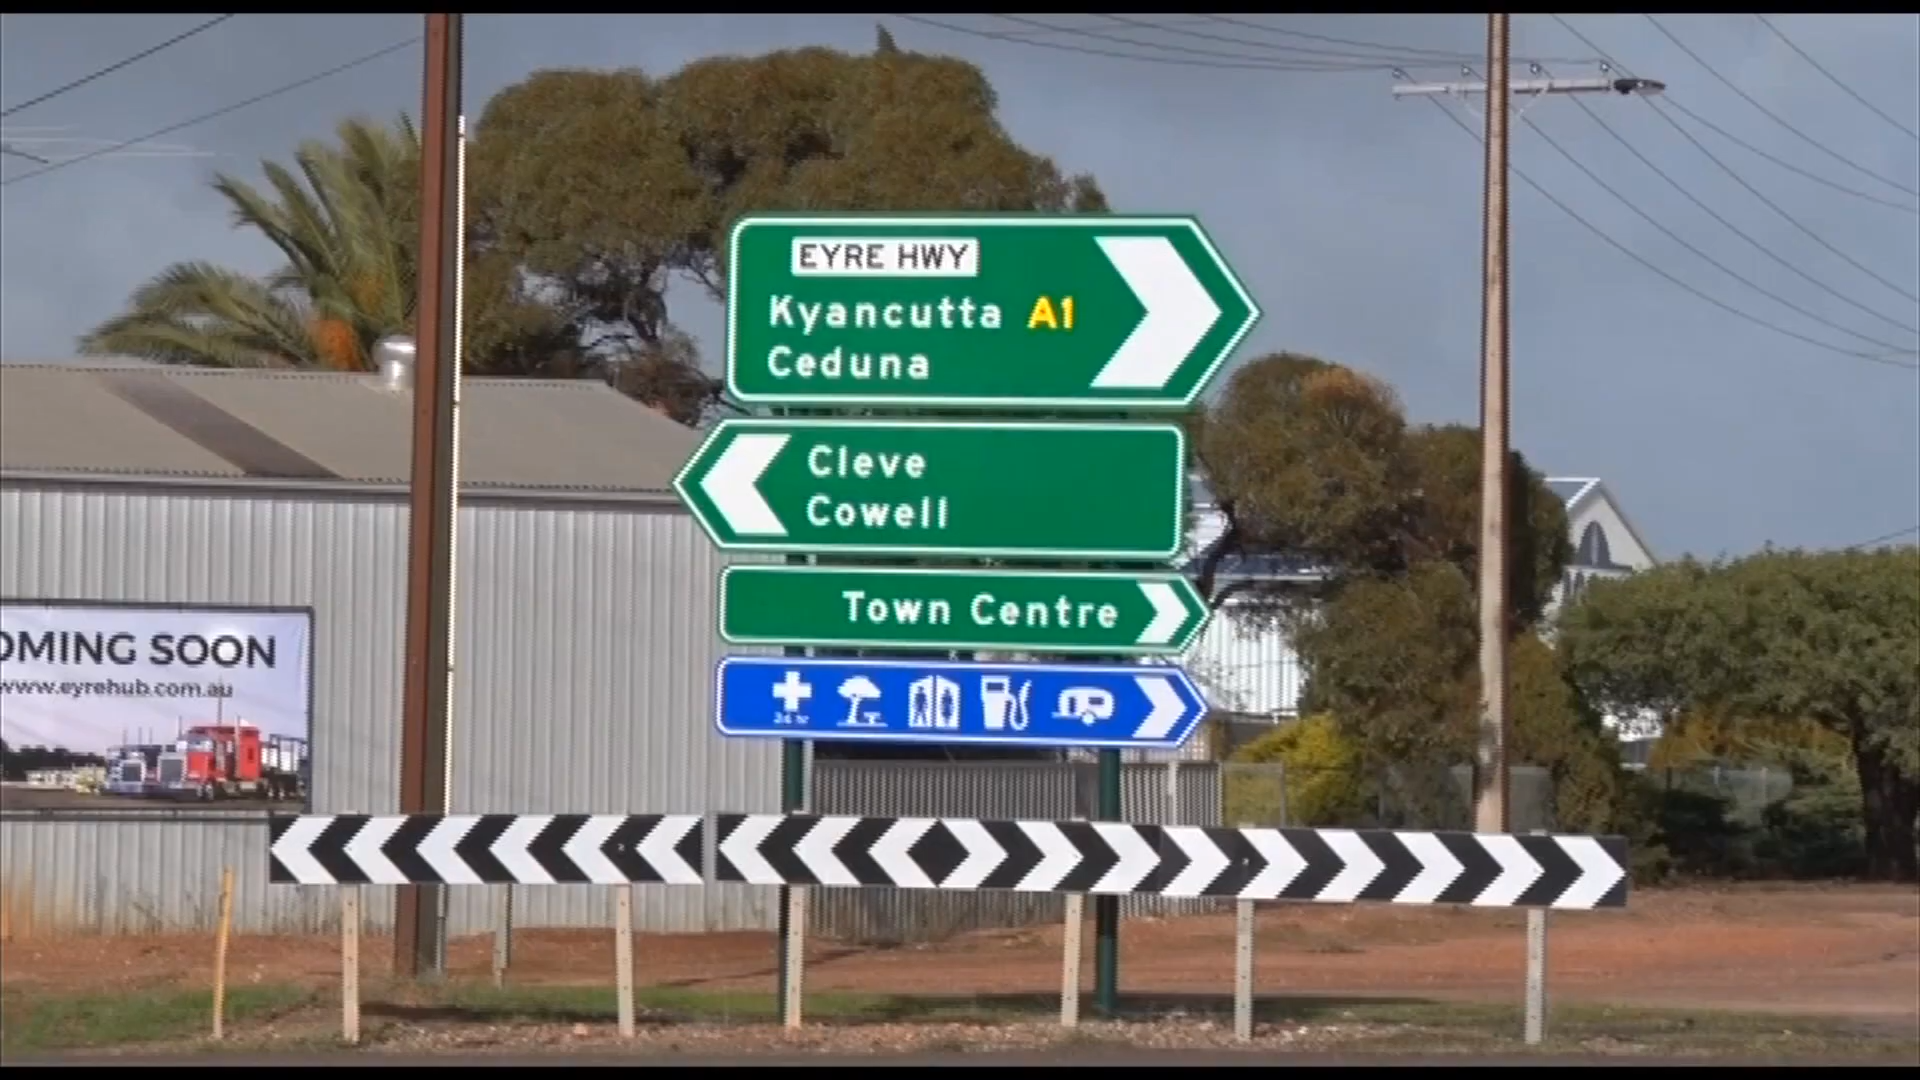 EYRE HWY
Kyancutta A1
Ceduna
Cleve
Cowell
Town Centre
24 hr
OMING SOON
www.eyrehub.com.au